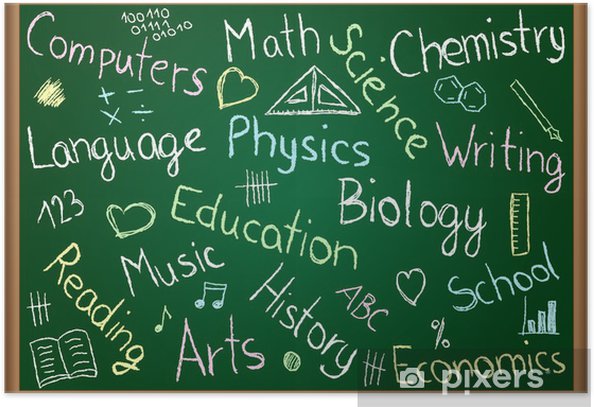 Computers
100110
01111
01010
Math
Science
Chemistry
Language
Physics
Writing
123
Education
Biology
Reading
Music
History
ABC
School
Arts
%
Economics
pixers